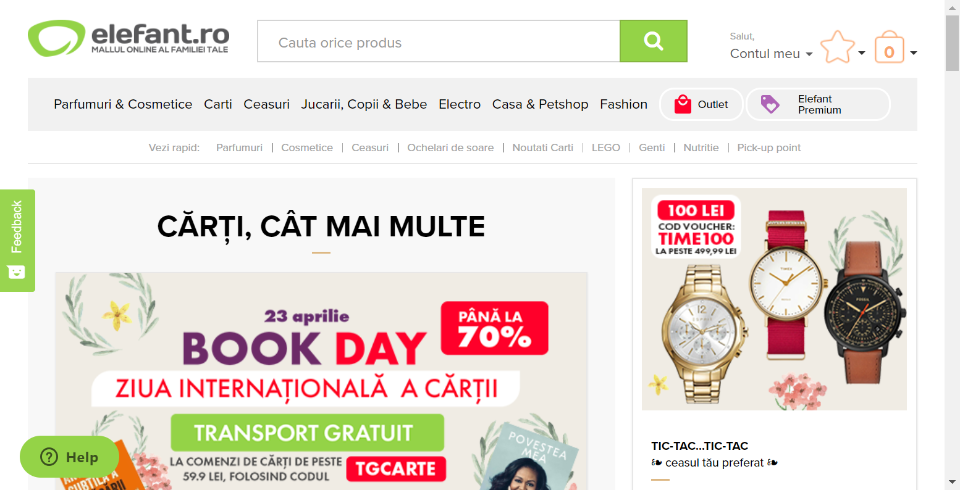 elefant.ro
MALLUL ONLINE AL FAMILIEI TALE
Cauta orice produs
Salut,
Contul meu
0
Parfumuri & Cosmetice Carti Ceasuri Jucarii, Copii & Bebe Electro Casa & Petshop Fashion Outlet Elefant Premium
Vezi rapid: Parfumuri | Cosmetice | Ceasuri | Ochelari de soare | Noutati Carti | LEGO | Genti | Nutritie | Pick-up point
Feedback
CĂRȚI, CÂT MAI MULTE
23 aprilie
BOOK DAY
PÂNĂ LA
70%
ZIUA INTERNAȚIONALĂ A CĂRȚII
TRANSPORT GRATUIT
LA COMENZI DE CĂRȚI DE PESTE
59.9 LEI, FOLOSIND CODUL
TGCARTE
POVESTEA
MEA
SUBTILĂ
Help
100 LEI
COD VOUCHER:
TIME100
LA PESTE 499,99 LEI
TIC-TAC...TIC-TAC
ceasul tău preferat